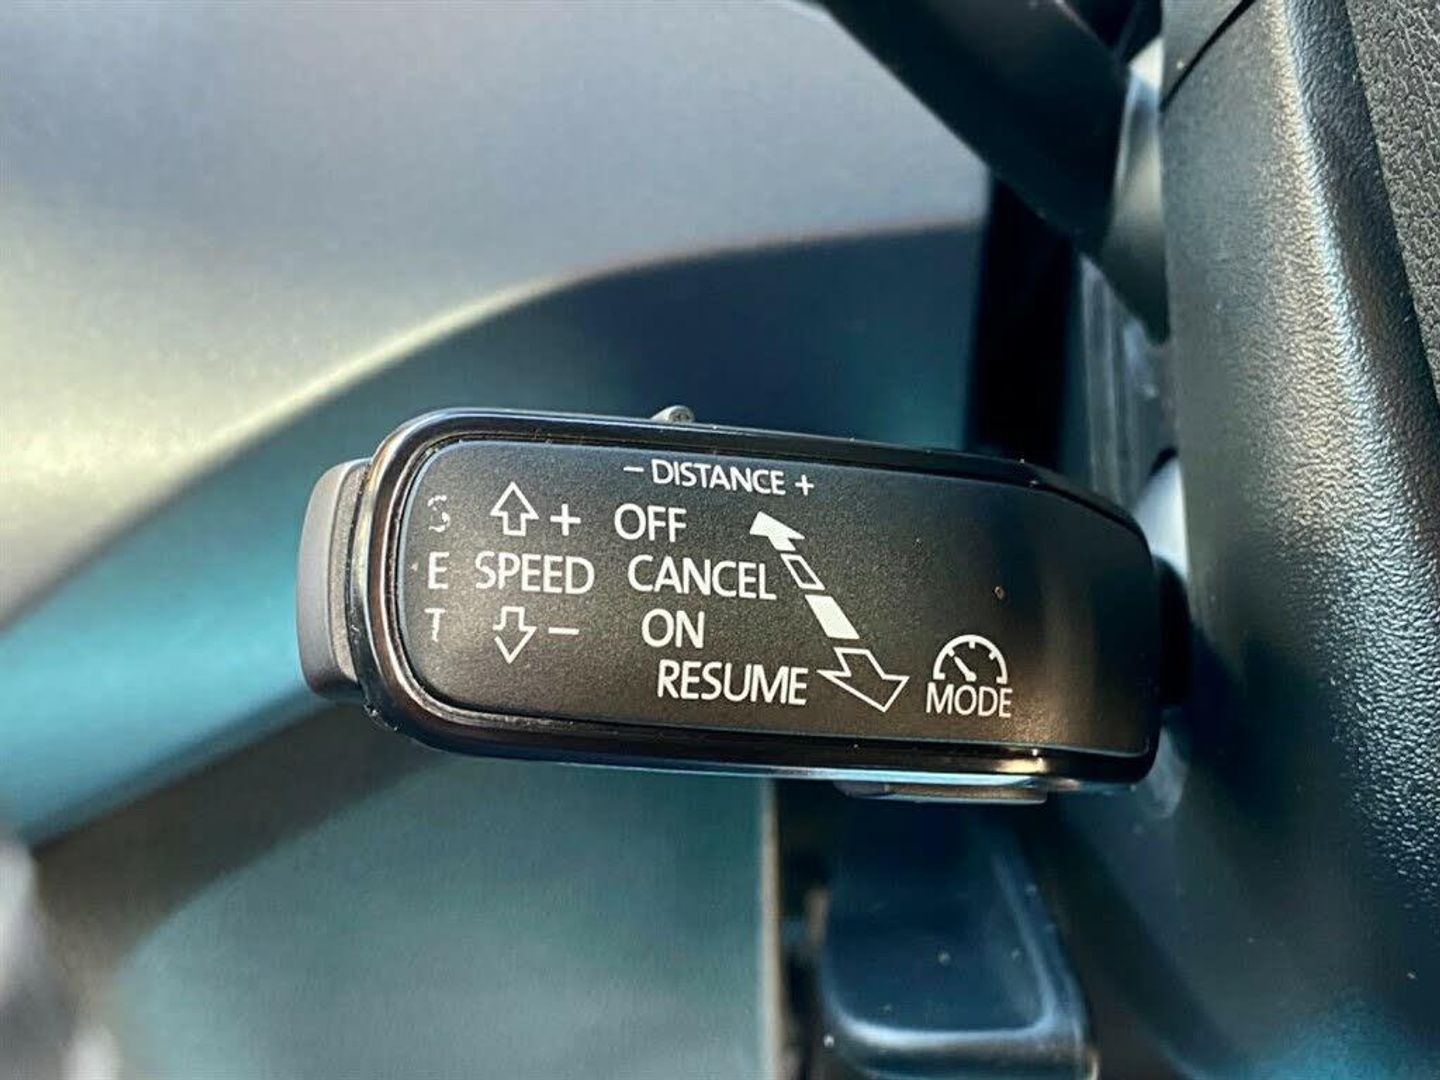 - DISTANCE +
S + OFF
E SPEED CANCEL
T - ON
RESUME
MODE